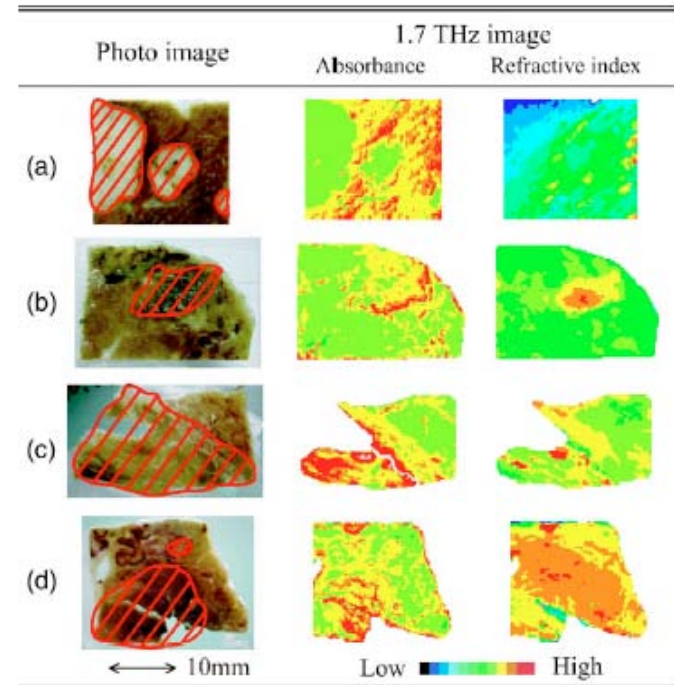 1.7 THz image
Photo image
Absorbance Refractive index
(a)
(b)
(c)
(d)
10mm Low High